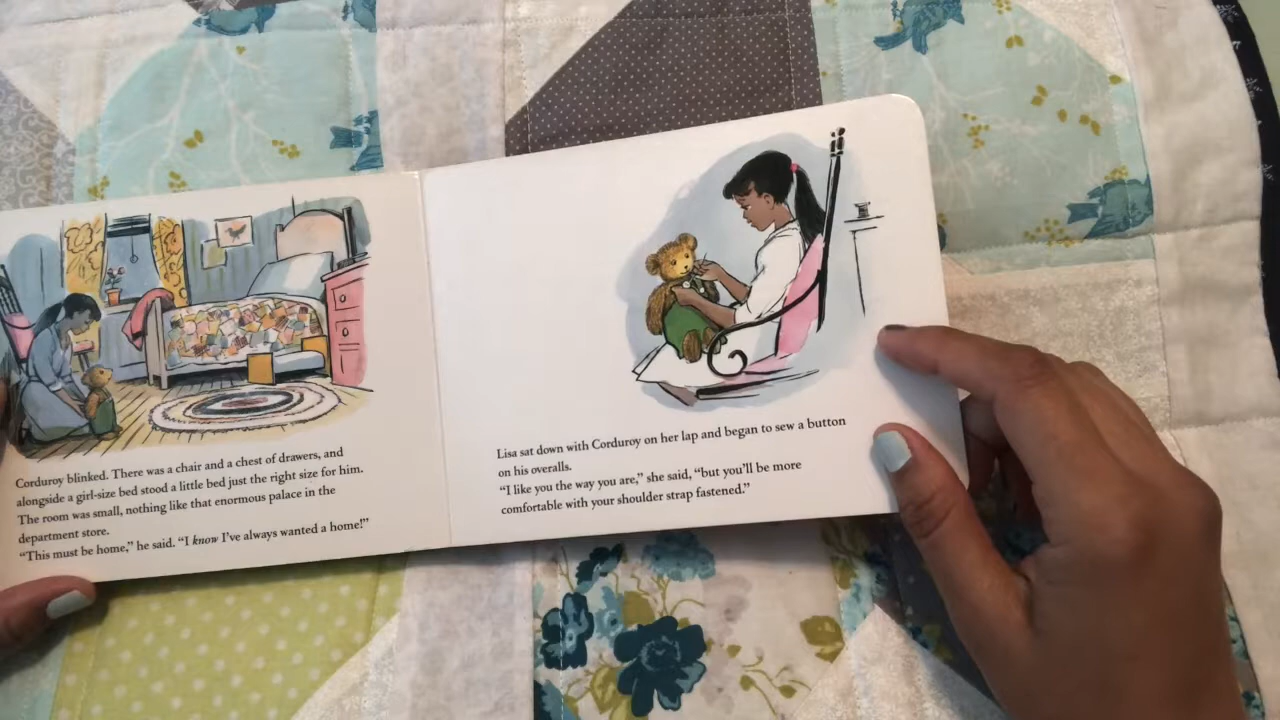 Corduroy blinked. There was a chair and a chest of drawers, and
alongside a girl-size bed stood a little bed just the right size for him.
The room was small, nothing like that enormous palace in the
department store.
“This must be home,” he said. “I know I’ve always wanted a home!”
Lisa sat down with Corduroy on her lap and began to sew a button
on his overalls.
“I like you the way you are,” she said, “but you’ll be more
comfortable with your shoulder strap fastened.”